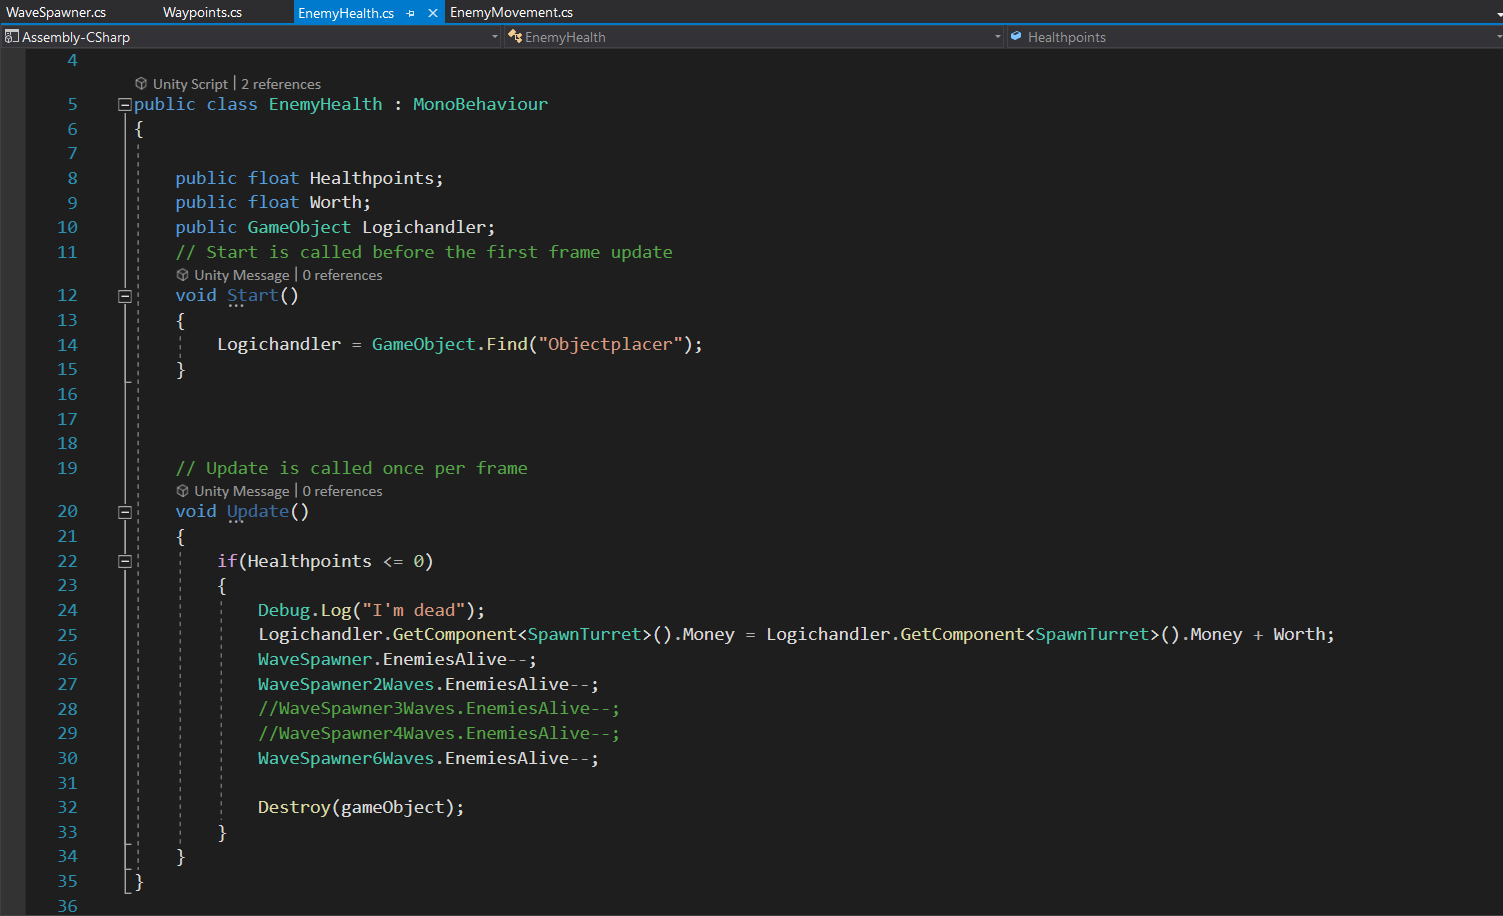 WaveSpawner.cs Waypoints.cs EnemyHealth.cs EnemyMovement.cs
Assembly-CSharp EnemyHealth Healthpoints
4
Unity Script | 2 references
5 public class EnemyHealth : MonoBehaviour
6 {
7
8 public float Healthpoints;
9 public float Worth;
10 public GameObject Logichandler;
11 // Start is called before the first frame update
Unity Message | 0 references
12 void Start()
13 {
14 Logichandler = GameObject.Find("Objectplacer");
15 }
16
17
18
19 // Update is called once per frame
Unity Message | 0 references
20 void Update()
21 {
22 if(Healthpoints <= 0)
23 {
24 Debug.Log("I'm dead");
25 Logichandler.GetComponent<SpawnTurret>().Money = Logichandler.GetComponent<SpawnTurret>().Money + Worth;
26 WaveSpawner.EnemiesAlive--;
27 WaveSpawner2Waves.EnemiesAlive--;
28 //WaveSpawner3Waves.EnemiesAlive--;
29 //WaveSpawner4Waves.EnemiesAlive--;
30 WaveSpawner6Waves.EnemiesAlive--;
31
32 Destroy(gameObject);
33 }
34 }
35 }
36